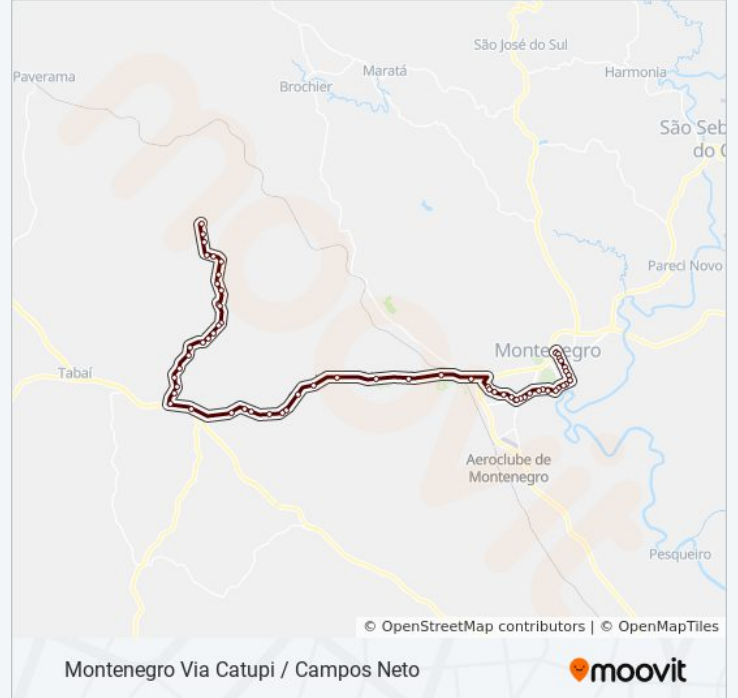 São José do Sul
Paverama
Maratá
Harmonia
Brochier
São Seb
do C
moovit
Pareci Novo
Montenegro
Tabaí
Aeroclube de
Montenegro
Pesqueiro
© OpenStreetMap contributors | © OpenMapTiles
Montenegro Via Catupi / Campos Neto
moovit